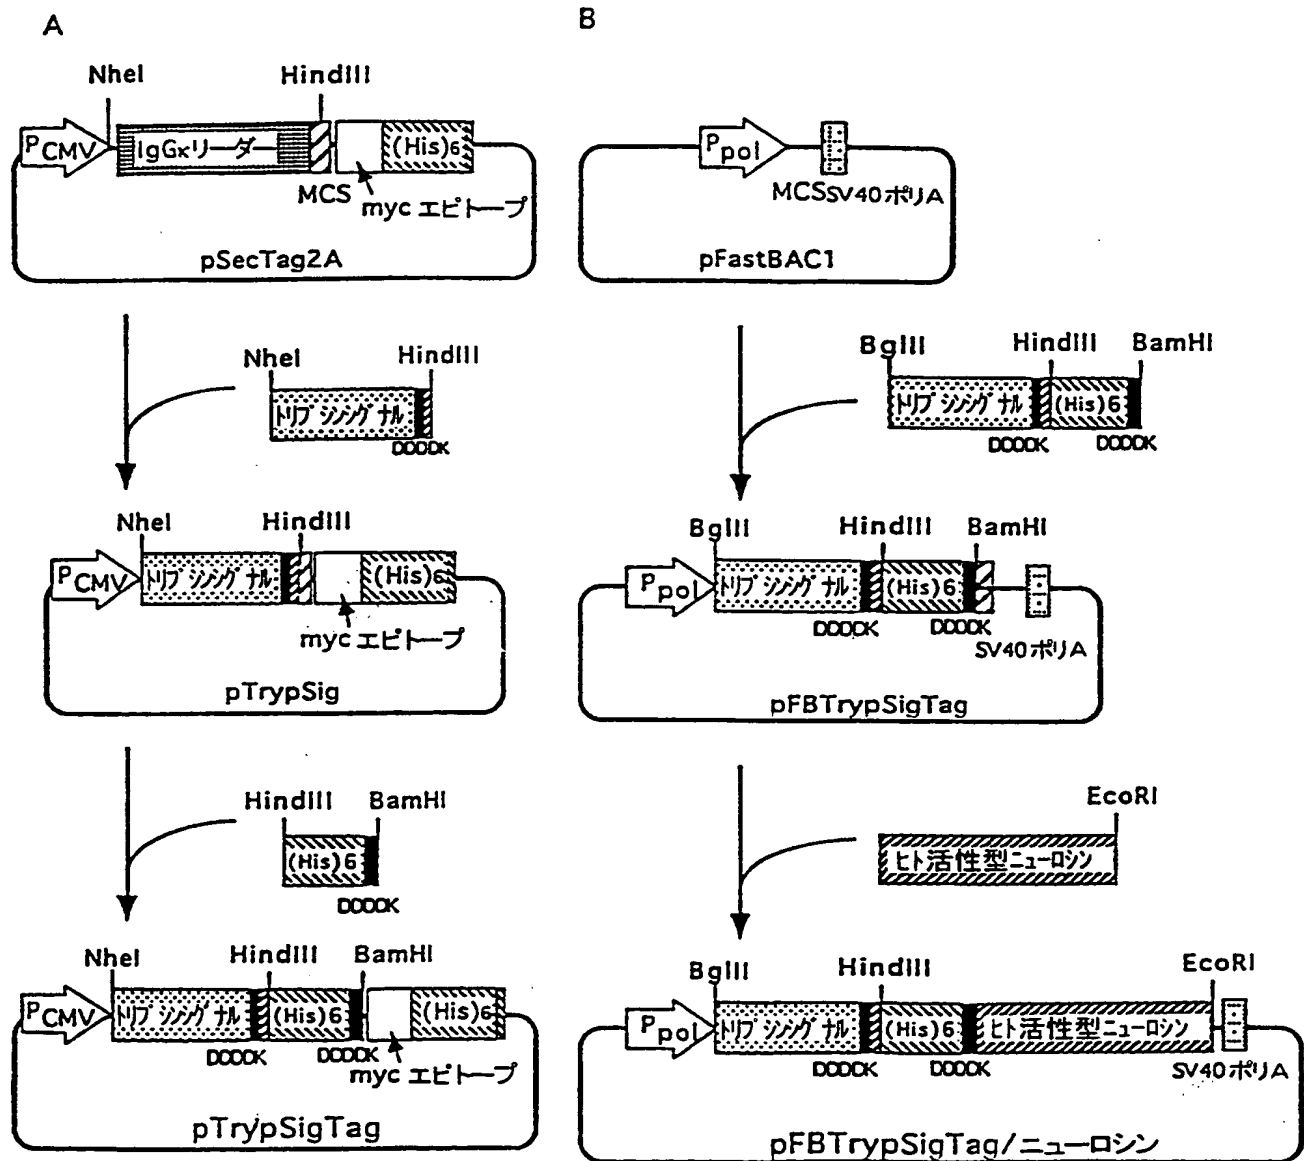 A
NheI
HindIII
PCMV
IgGκリーダー
(His)6
MCS
myc エピトープ
pSecTag2A
NheI
HindIII
トリプシンシグナル
DDDDK
NheI
HindIII
PCMV
トリプシンシグナル
(His)6
myc エピトープ
pTrypSig
HindIII
BamHI
(His)6
DDDDK
NheI
HindIII
BamHI
PCMV
トリプシンシグナル
(His)6
(His)6
DDDDK
DDDDK
myc エピトープ
pTrypSigTag
B
Ppol
MCS
SV40ポリA
pFastBAC1
BglII
HindIII
BamHI
トリプシンシグナル
(His)6
DDDDK
DDDDK
BglII
HindIII
BamHI
Ppol
トリプシンシグナル
(His)6
DDDDK
DDDDK
SV40ポリA
pFBTrypSigTag
EcoRI
ヒト活性型ニューロシン
BglII
HindIII
EcoRI
Ppol
トリプシンシグナル
(His)6
ヒト活性型ニューロシン
DDDDK
DDDDK
SV40ポリA
pFBTrypSigTag/ニューロシン